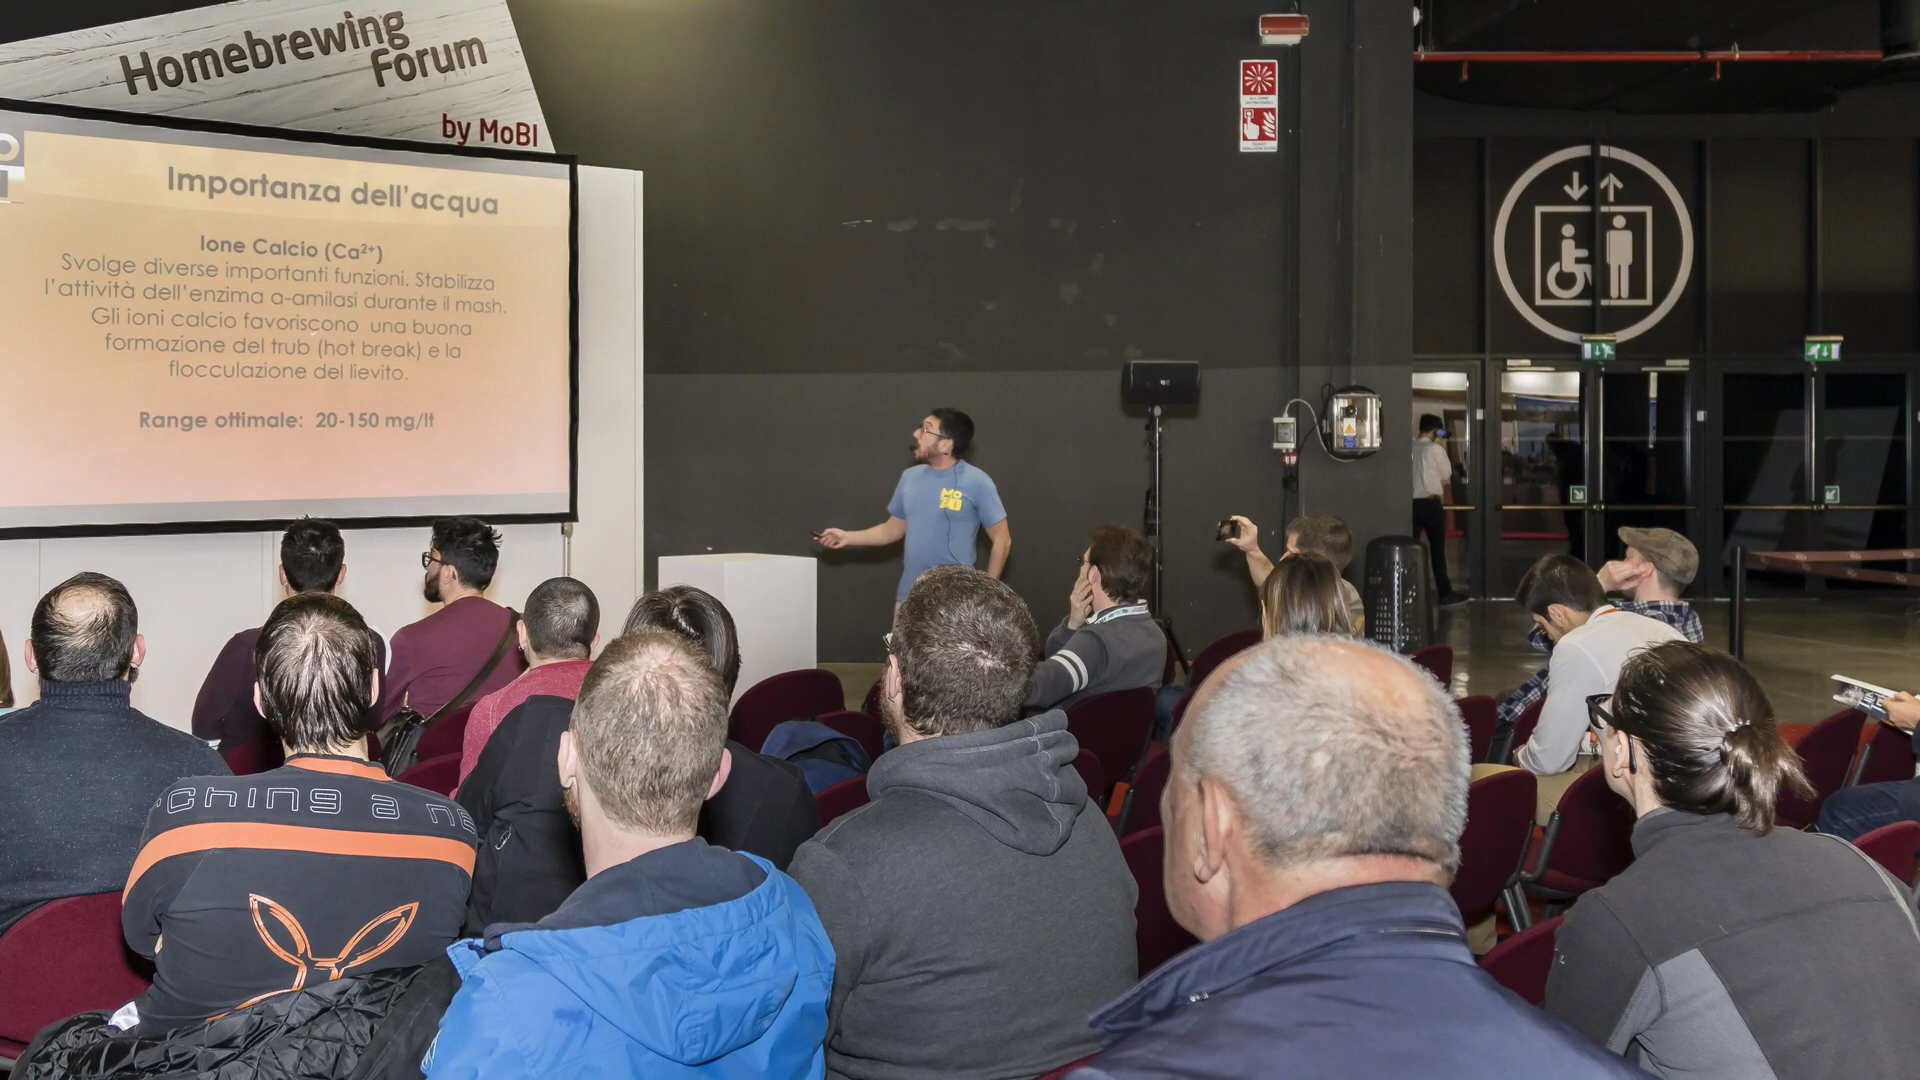 Homebrewing
Forum
by MoBI
Importanza dell'acqua
Ione Calcio (Ca²⁺)
Svolge diverse importanti funzioni. Stabilizza
l'attività dell'enzima a-amilasi durante il mash.
Gli ioni calcio favoriscono una buona
formazione del trub (hot break) e la
flocculazione del lievito.
Range ottimale: 20-150 mg/lt
MO
BI